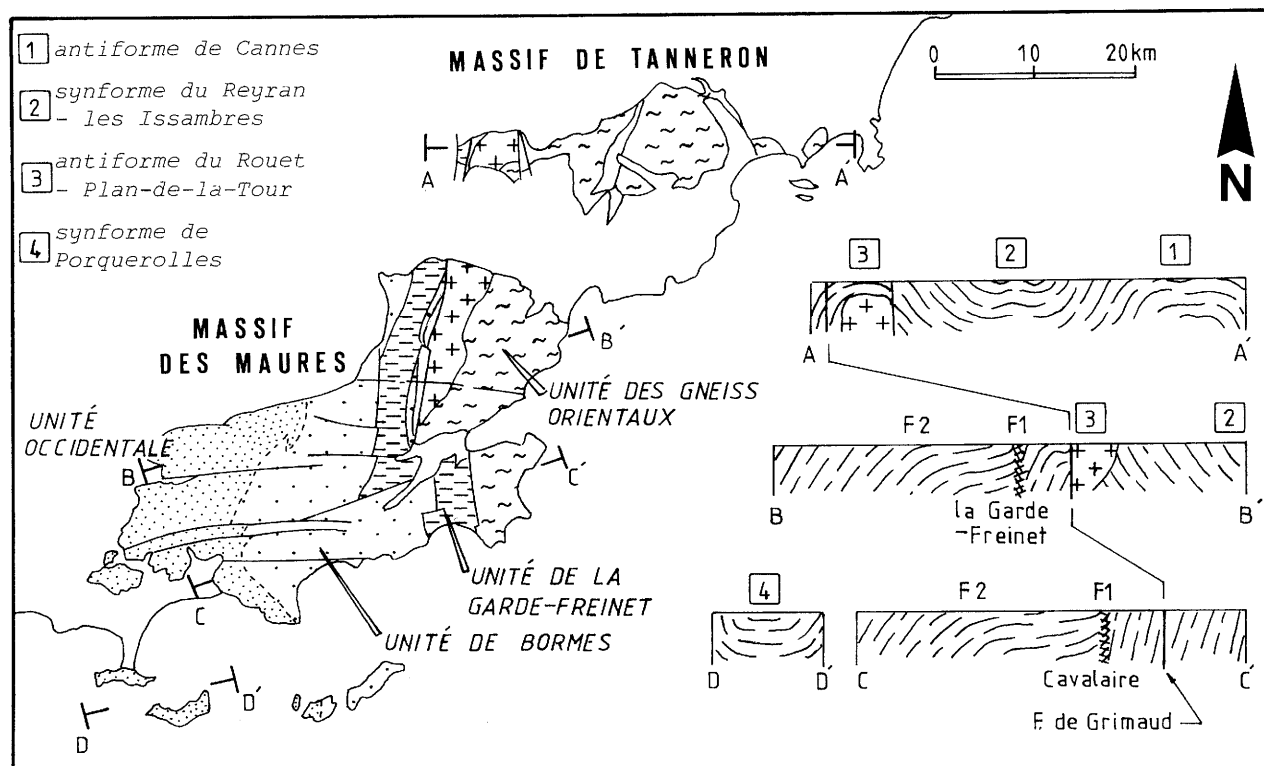 1 antiforme de Cannes
2 synforme du Reyran
- les Issambres
3 antiforme du Rouet
- Plan-de-la-Tour
4 synforme de
Porquerolles
MASSIF DE TANNERON
0 10 20km
N
A A'
MASSIF
DES MAURES
B'
UNITÉ DES GNEISS
ORIENTAUX
UNITÉ
OCCIDENTALE
B
C'
C
UNITÉ DE LA
GARDE-FREINET
UNITÉ DE BORMES
D'
D
3 2 1
A A'
F2 F1 3 2
la Garde
-Freinet
B B'
4 F2 F1
D D' C Cavalaire C'
F. de Grimaud